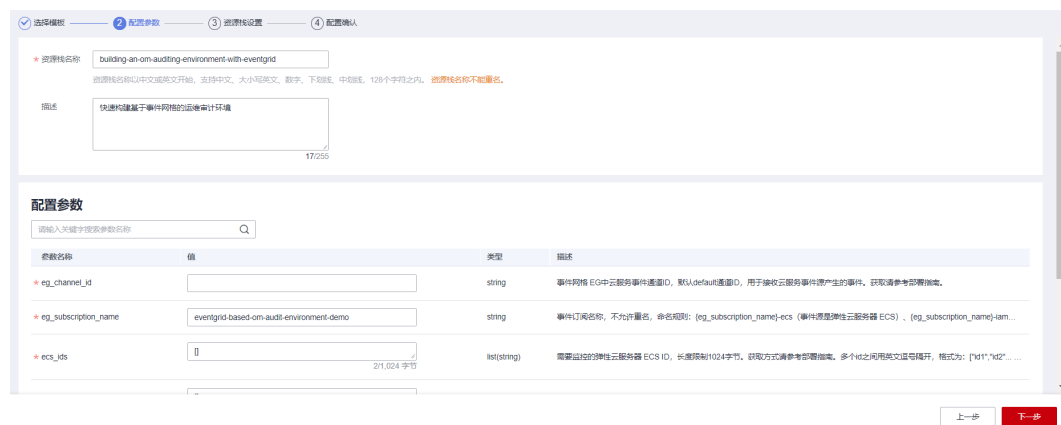 选择模板 2 配置参数 3 资源栈设置 4 配置确认
* 资源栈名称 building-an-om-auditing-environment-with-eventgrid
资源栈名称以中文或英文开始，支持中文、大小写英文、数字、下划线、中划线，128个字符之内。 资源栈名称不能重名。
描述 快速构建基于事件网格的运维审计环境
17/255
配置参数
请输入关键字搜索参数名称
参数名称 值 类型 描述
* eg_channel_id string 事件网格 EG中云服务事件通道ID，默认default通道ID，用于接收云服务事件源产生的事件。获取请参考部署指南。
* eg_subscription_name eventgrid-based-om-audit-environment-demo string 事件订阅名称，不允许重名，命名规则：{eg_subscription_name}-ecs（事件源是弹性云服务器 ECS）、{eg_subscription_name}-iam...
* ecs_ids [] list(string) 需要监控的弹性云服务器 ECS ID，长度限制1024字节。获取方式请参考部署指南。多个id之间用英文逗号隔开，格式为：["id1","id2"... ...
2/1,024 字节
上一步 下一步